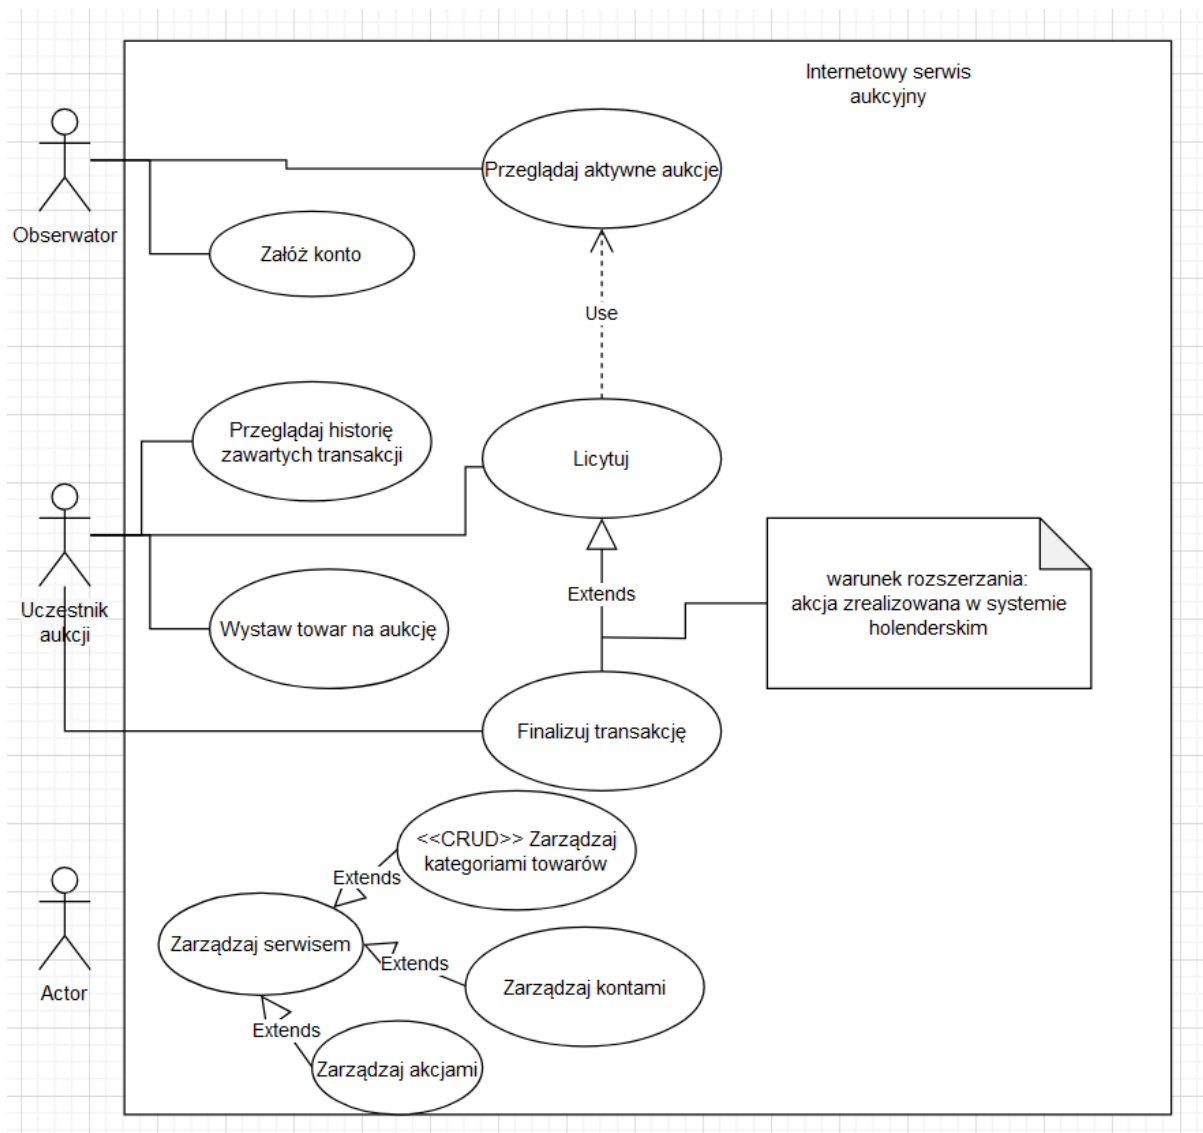 Internetowy serwis
aukcyjny
Obserwator
Przeglądaj aktywne aukcje
Załóż konto
Use
Przeglądaj historię
zawartych transakcji
Licytuj
Uczestnik
aukcji
Wystaw towar na aukcję
Extends
warunek rozszerzania:
akcja zrealizowana w systemie
holenderskim
Finalizuj transakcję
<<CRUD>> Zarządzaj
kategoriami towarów
Extends
Zarządzaj serwisem
Extends
Zarządzaj kontami
Actor
Extends
Zarządzaj akcjami